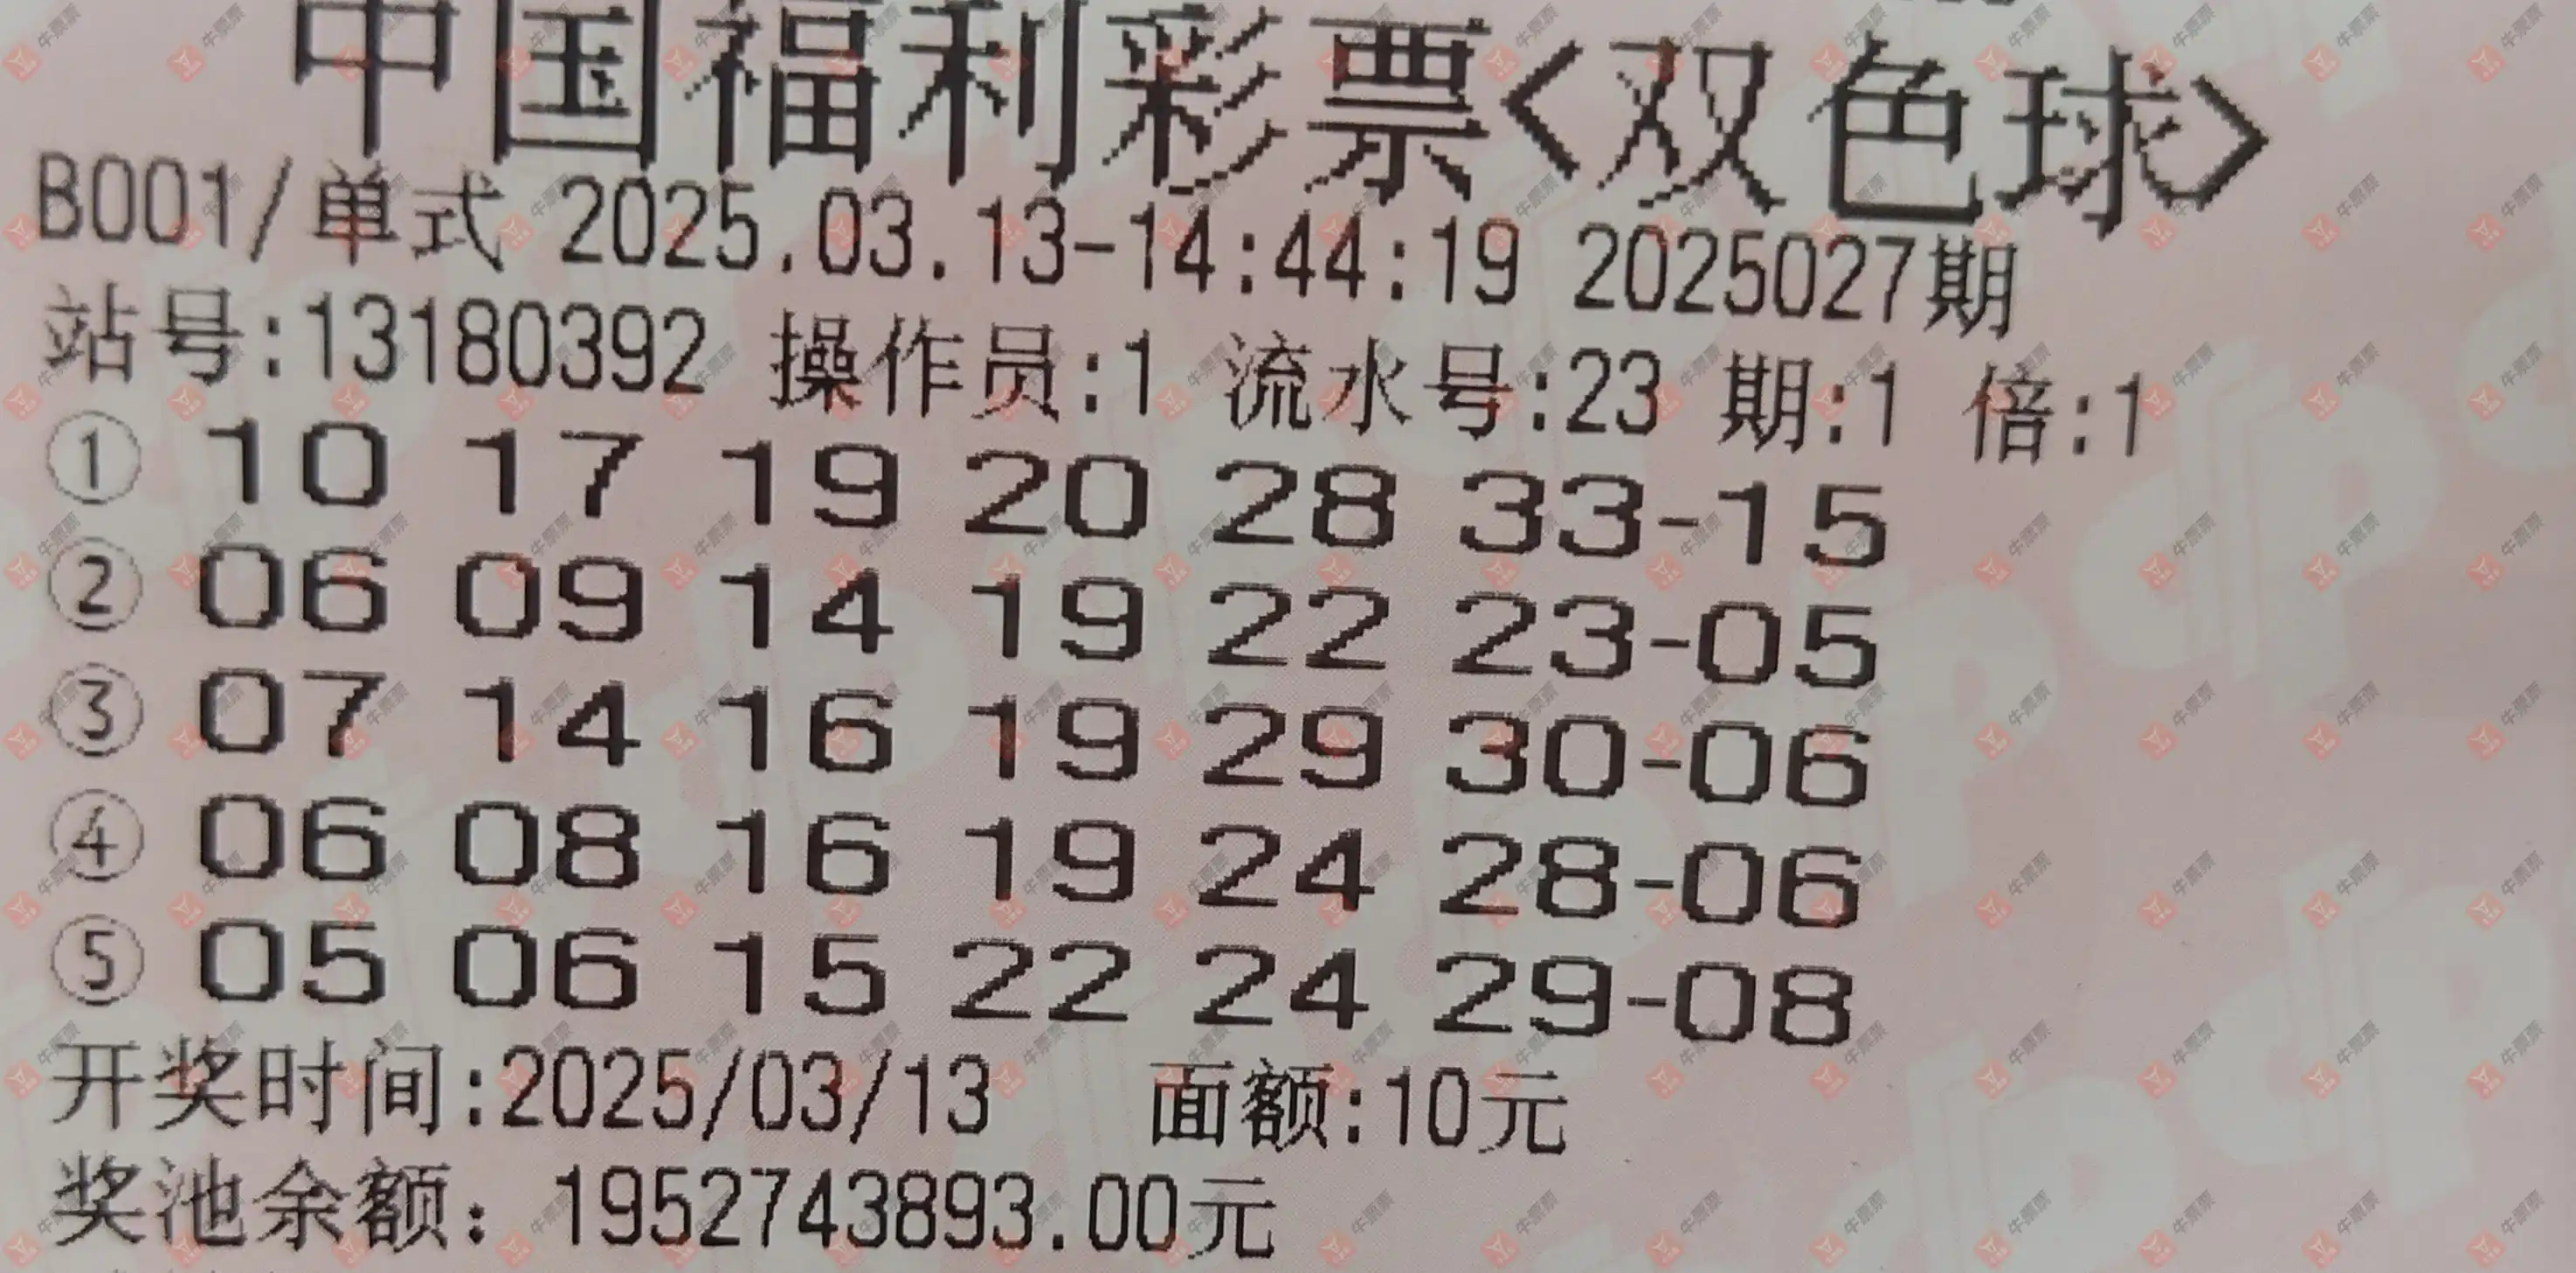 中国福利彩票<双色球>
B001/单式 2025.03.13-14:44:19 2025027期
站号:13180392 操作员:1 流水号:23 期:1 倍:1
① 10 17 19 20 28 33-15
② 06 09 14 19 22 23-05
③ 07 14 16 19 29 30-06
④ 06 08 16 19 24 28-06
⑤ 05 06 15 22 24 29-08
开奖时间:2025/03/13 面额:10元
奖池余额：1952743893.00元